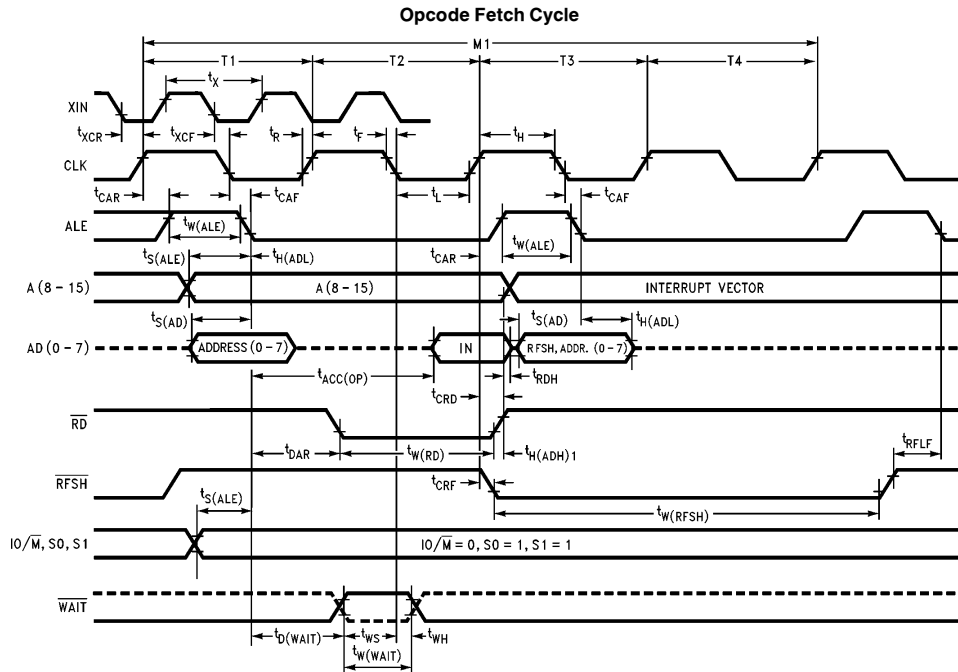 Opcode Fetch Cycle
M1
T1 T2 T3 T4
tX
XIN
tXCR tXCF tR tF tH
CLK
tCAR tCAF tL tCAF
ALE
tW(ALE) tW(ALE)
tS(ALE) tH(ADL) tCAR
A (8 – 15) A (8 – 15) INTERRUPT VECTOR
tS(AD) tS(AD) tH(ADL)
AD (0 – 7) ADDRESS (0 – 7) IN RFSH, ADDR. (0 – 7)
tACC(OP) tRDH
tCRD
RD
tDAR tW(RD) tH(ADH)1 tRFLF
RFSH
tCRF
tS(ALE) tW(RFSH)
IO/M, S0, S1 IO/M = 0, S0 = 1, S1 = 1
WAIT
tD(WAIT) tWS tWH
tW(WAIT)